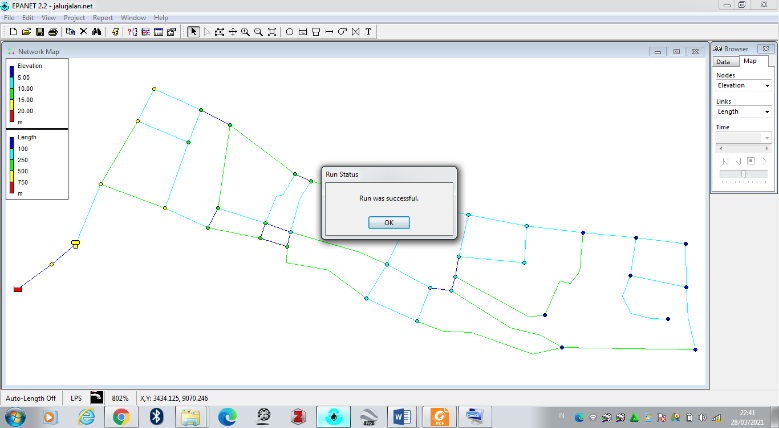 EPANET 2.2 - jalurjalan.net
File Edit View Project Report Window Help
T
Network Map
Browser
Data Map
Nodes
Elevation
Links
Length
Time
Elevation
5.00
10.00
15.00
20.00
m
Length
100
250
500
750
m
Run Status
Run was successful.
OK
Auto-Length Off LPS 802% X,Y: 3434.125, 9070.246
IN
22:41
28/03/2021